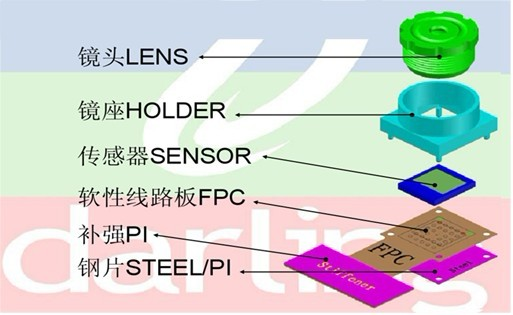 镜头LENS
镜座HOLDER
传感器SENSOR
软性线路板FPC
补强PI
钢片STEEL/PI
FPC
Stiffener
Steel
darling